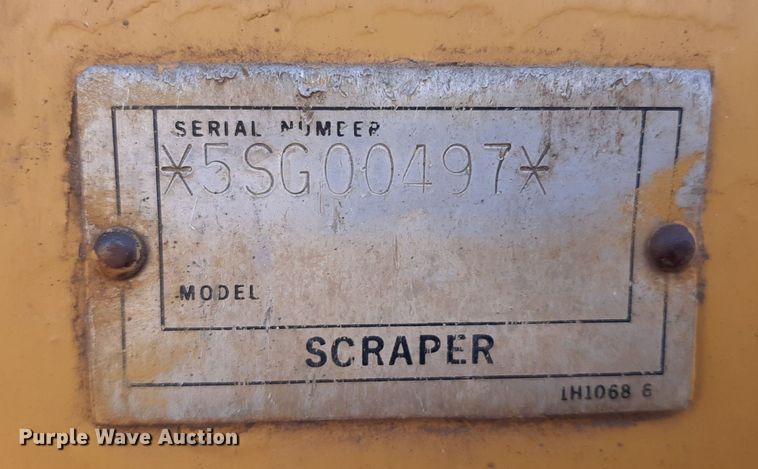 SERIAL NUMBER
*5SG00497*
MODEL
SCRAPER
1H1068 6
Purple Wave Auction